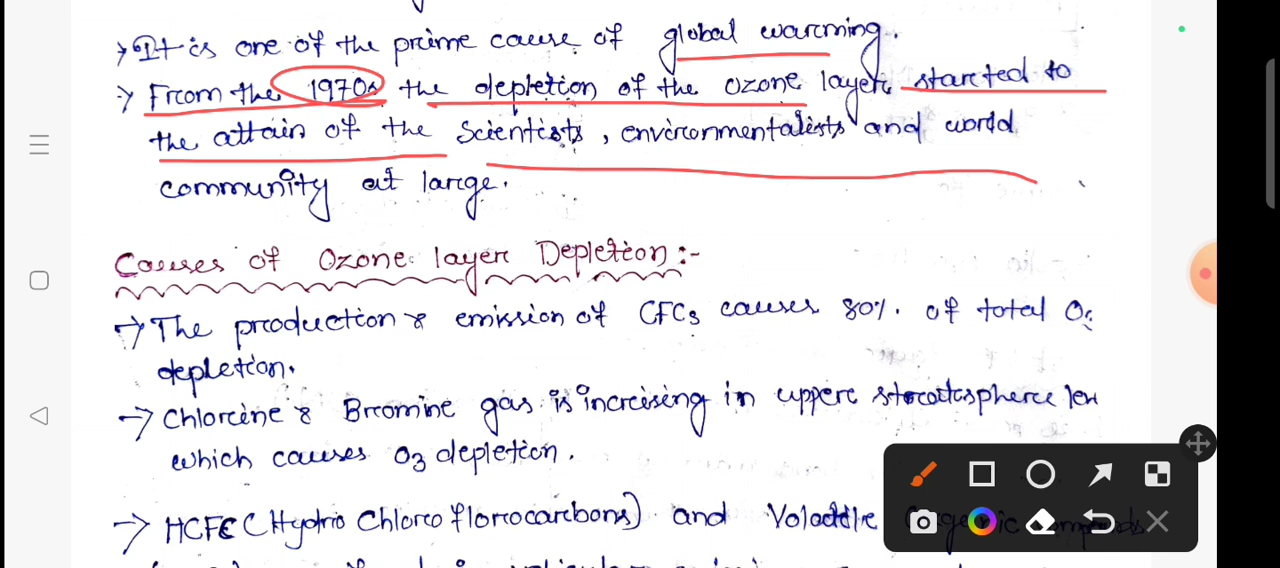 → It is one of the prime cause of global warming.
→ From the 1970s the depletion of the ozone layer started to
the attain of the Scientists, environmentalists and world
community at large.
Causes of Ozone layer Depletion :-
→ The production & emission of CFCs causes 80% of total O
depletion.
→ Chlorine & Bromine gas is increising in upper stratosphere lev
which causes O3 depletion.
→ HCFC (Hydro Chloro florocarbons) and